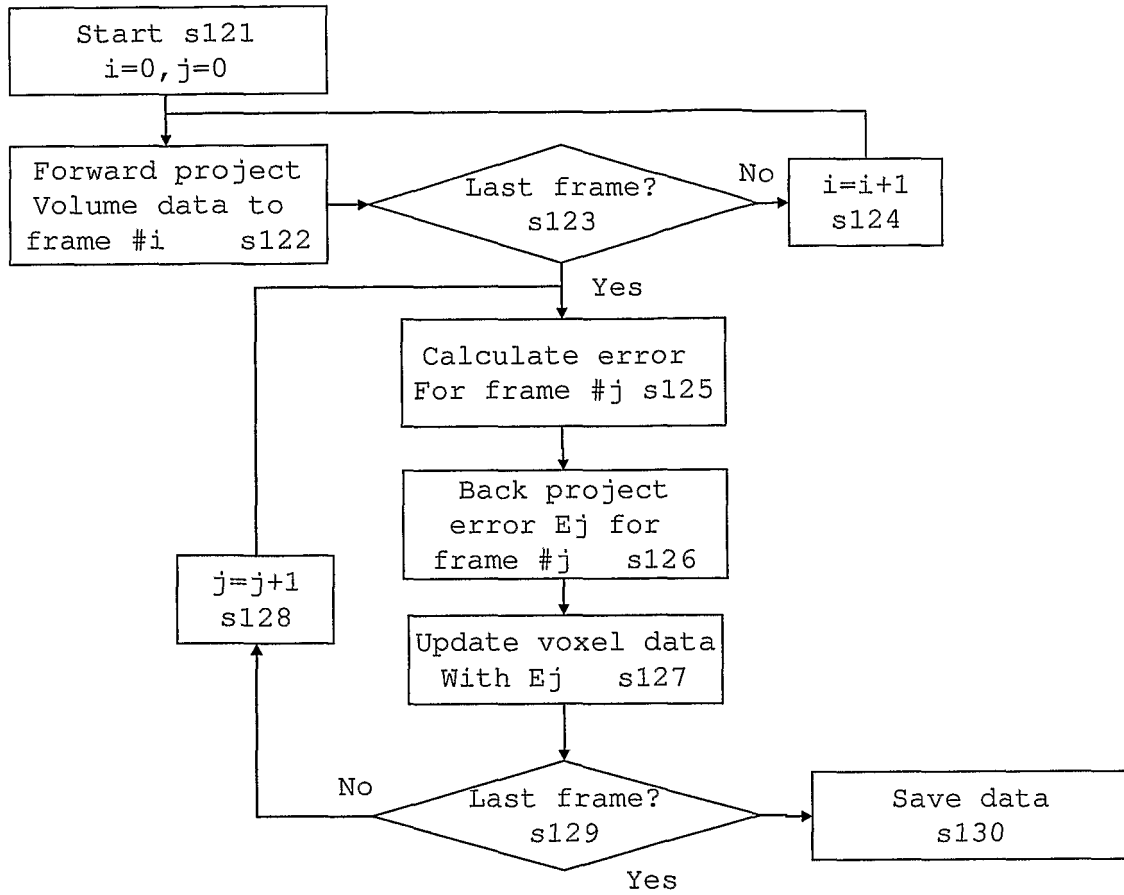 Start s121
i=0,j=0
Forward project
Volume data to
frame #i s122
Last frame?
s123
No
i=i+1
s124
Yes
Calculate error
For frame #j s125
Back project
error Ej for
frame #j s126
j=j+1
s128
Update voxel data
With Ej s127
No
Last frame?
s129
Save data
s130
Yes